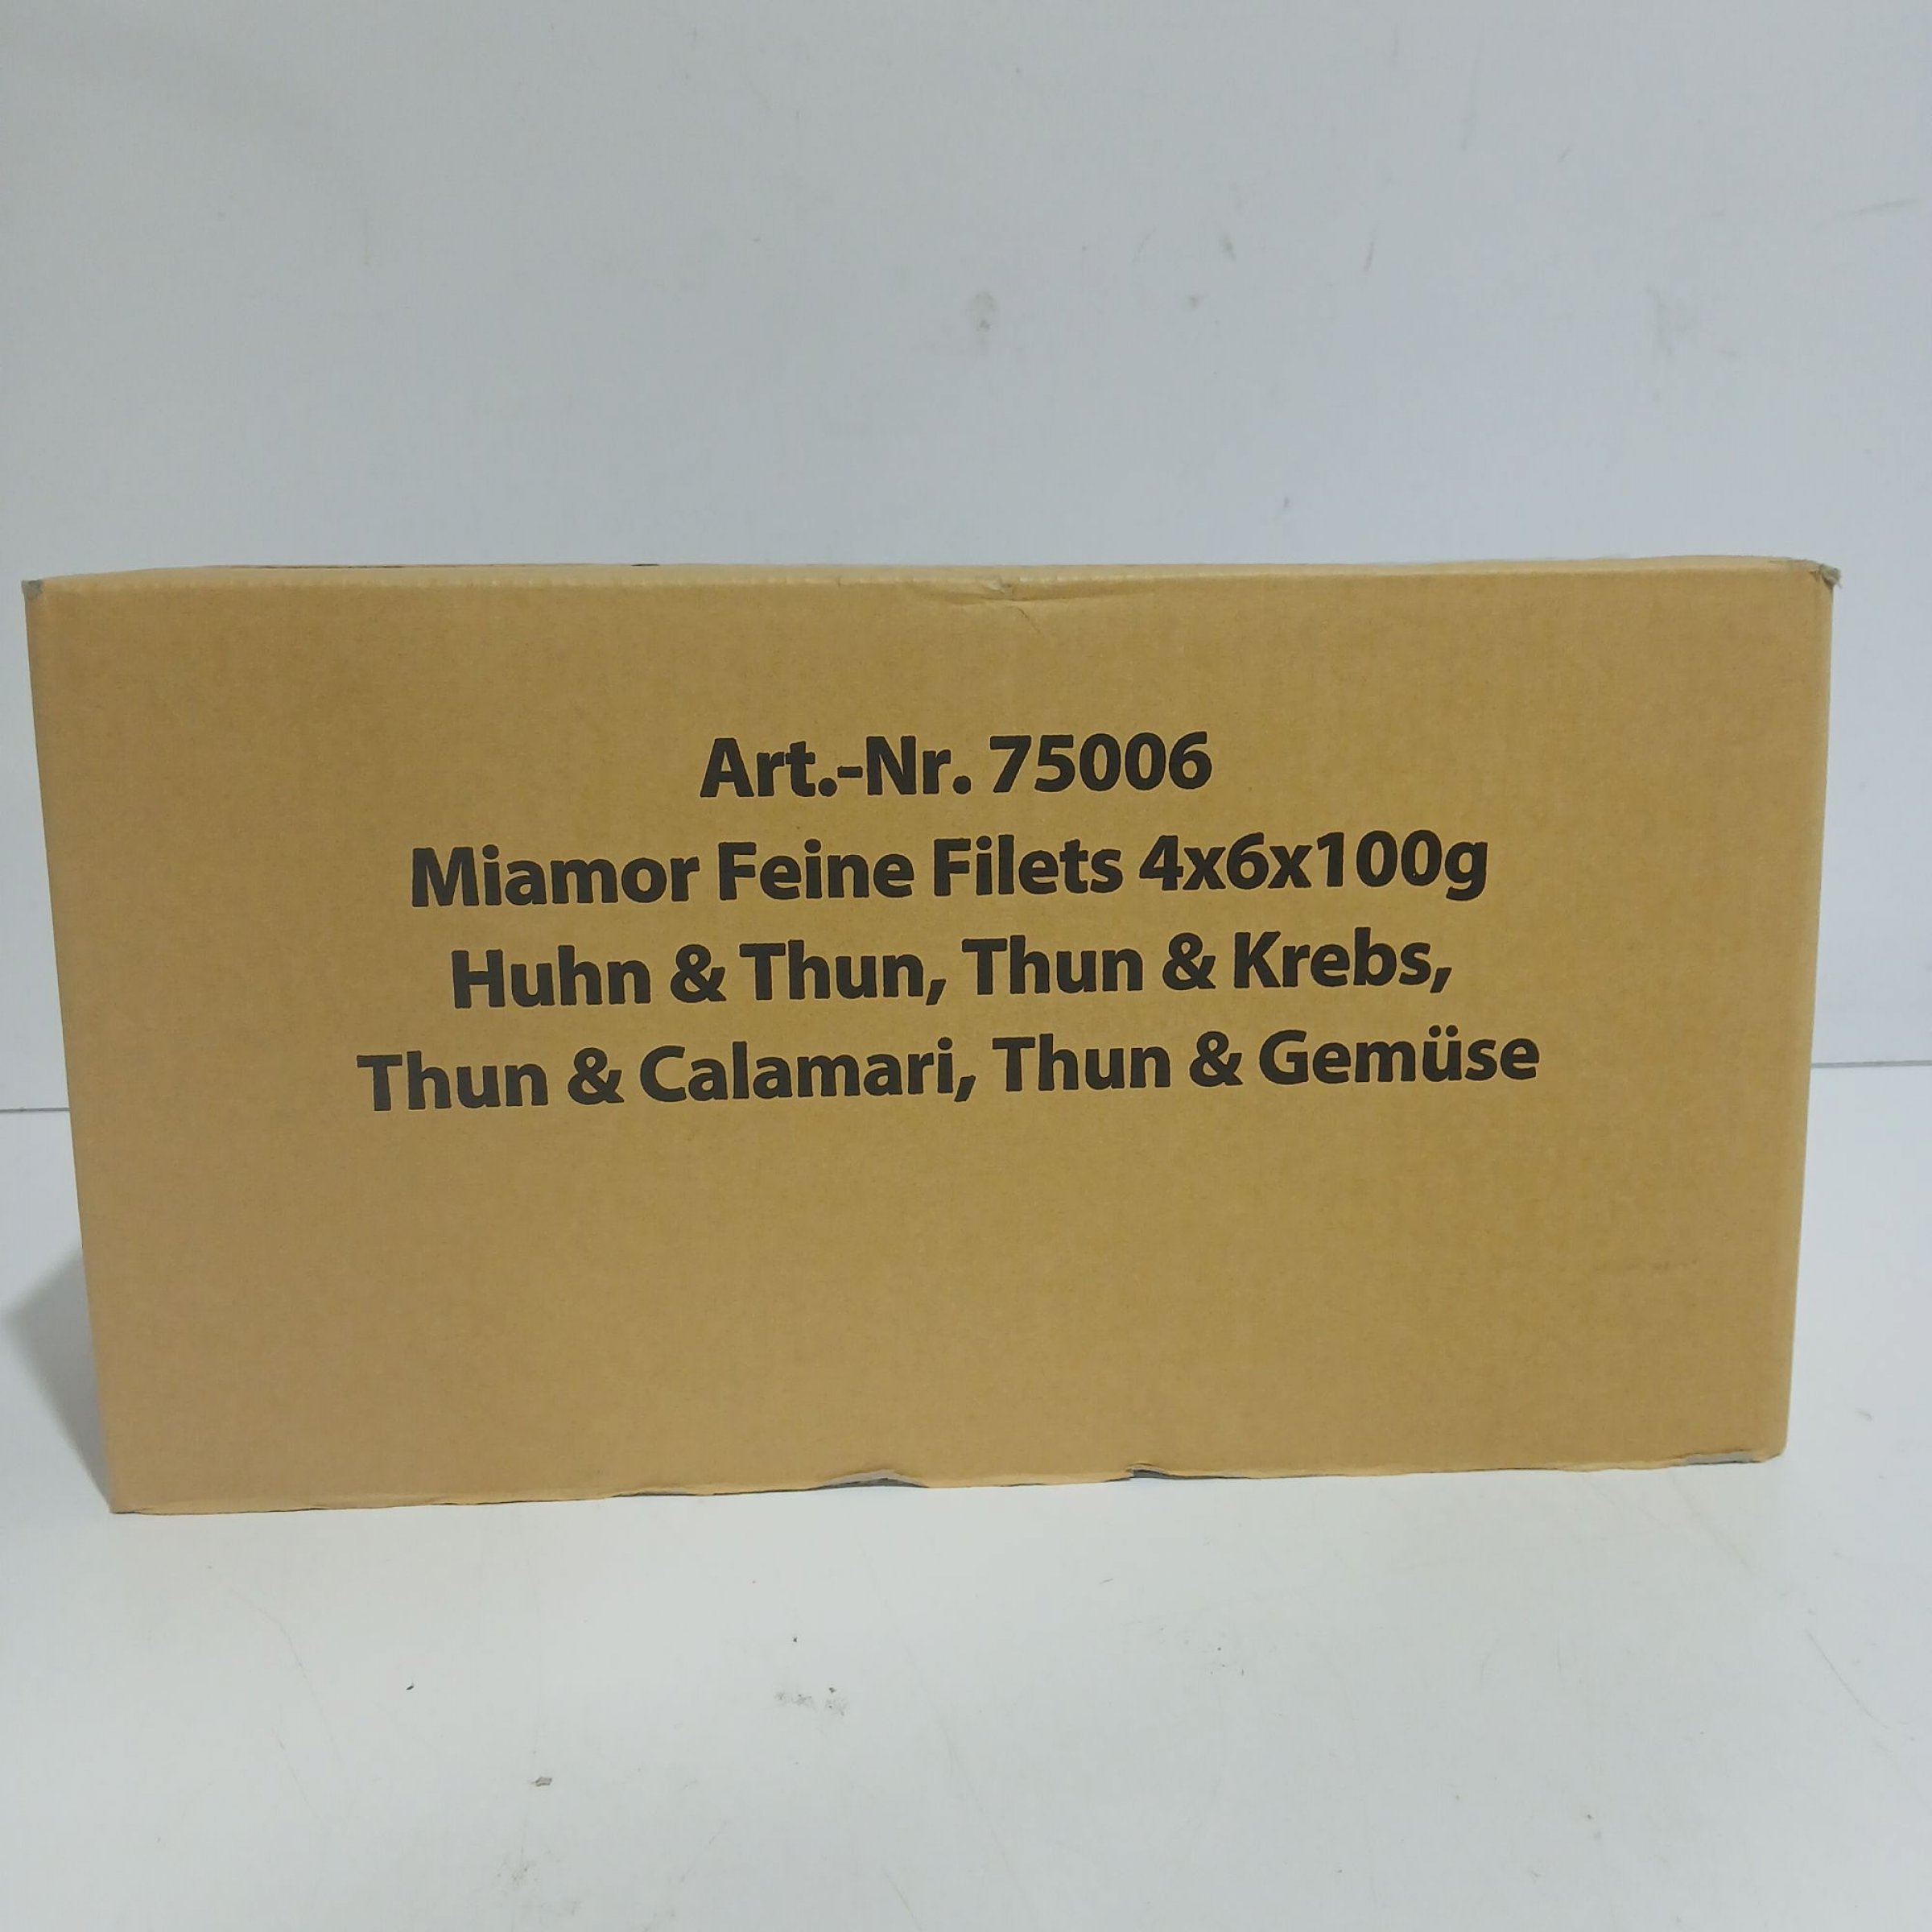 Art.-Nr. 75006
Miamor Feine Filets 4x6x100g
Huhn & Thun, Thun & Krebs,
Thun & Calamari, Thun & Gemüse